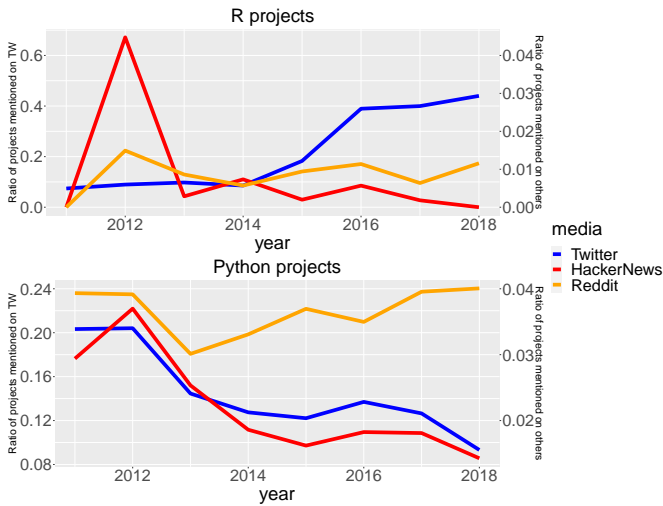 R projects
Ratio of projects mentioned on TW
0.6
0.4
0.2
0.0
0.04
0.03
0.02
0.01
0.00
Ratio of projects mentioned on others
2012
2014
2016
2018
year
Python projects
Ratio of projects mentioned on TW
0.24
0.20
0.16
0.12
0.08
0.04
0.03
0.02
Ratio of projects mentioned on others
2012
2014
2016
2018
year
media
Twitter
HackerNews
Reddit